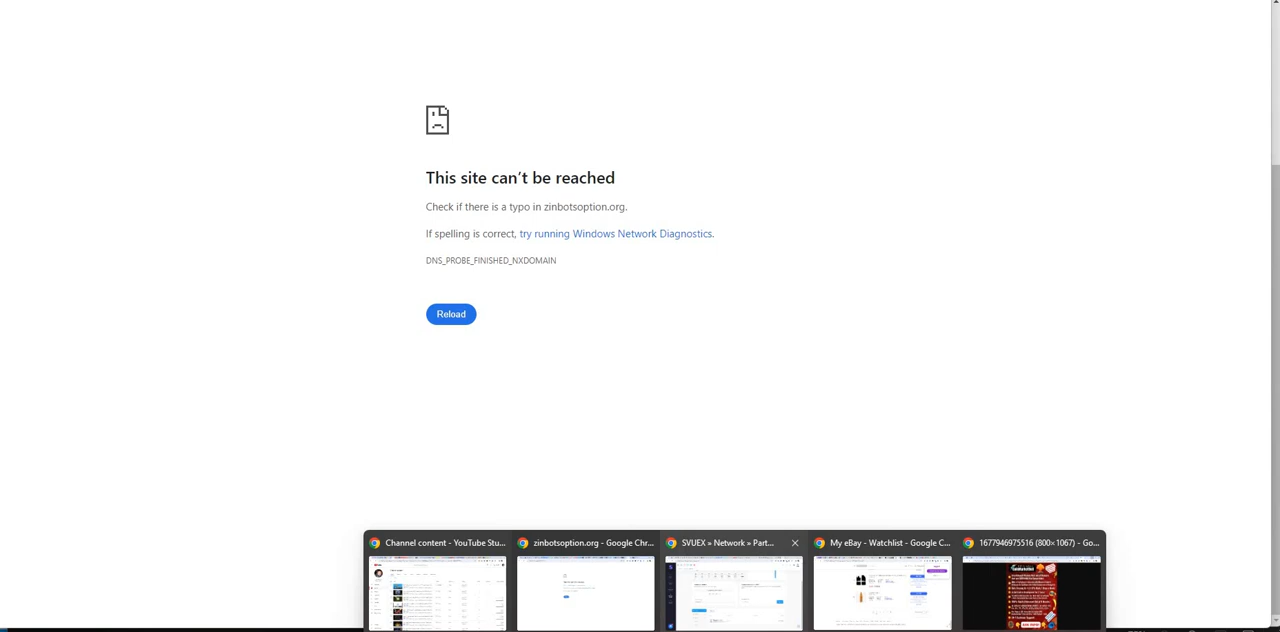 This site can't be reached
Check if there is a typo in zinbotsoption.org.
If spelling is correct, try running Windows Network Diagnostics.
DNS_PROBE_FINISHED_NXDOMAIN
Reload
Channel content - YouTube Stu...
zinbotsoption.org - Google Chr...
SVUEX » Network » Part...
My eBay - Watchlist - Google C...
1677946975516 (800×1067) - Go...